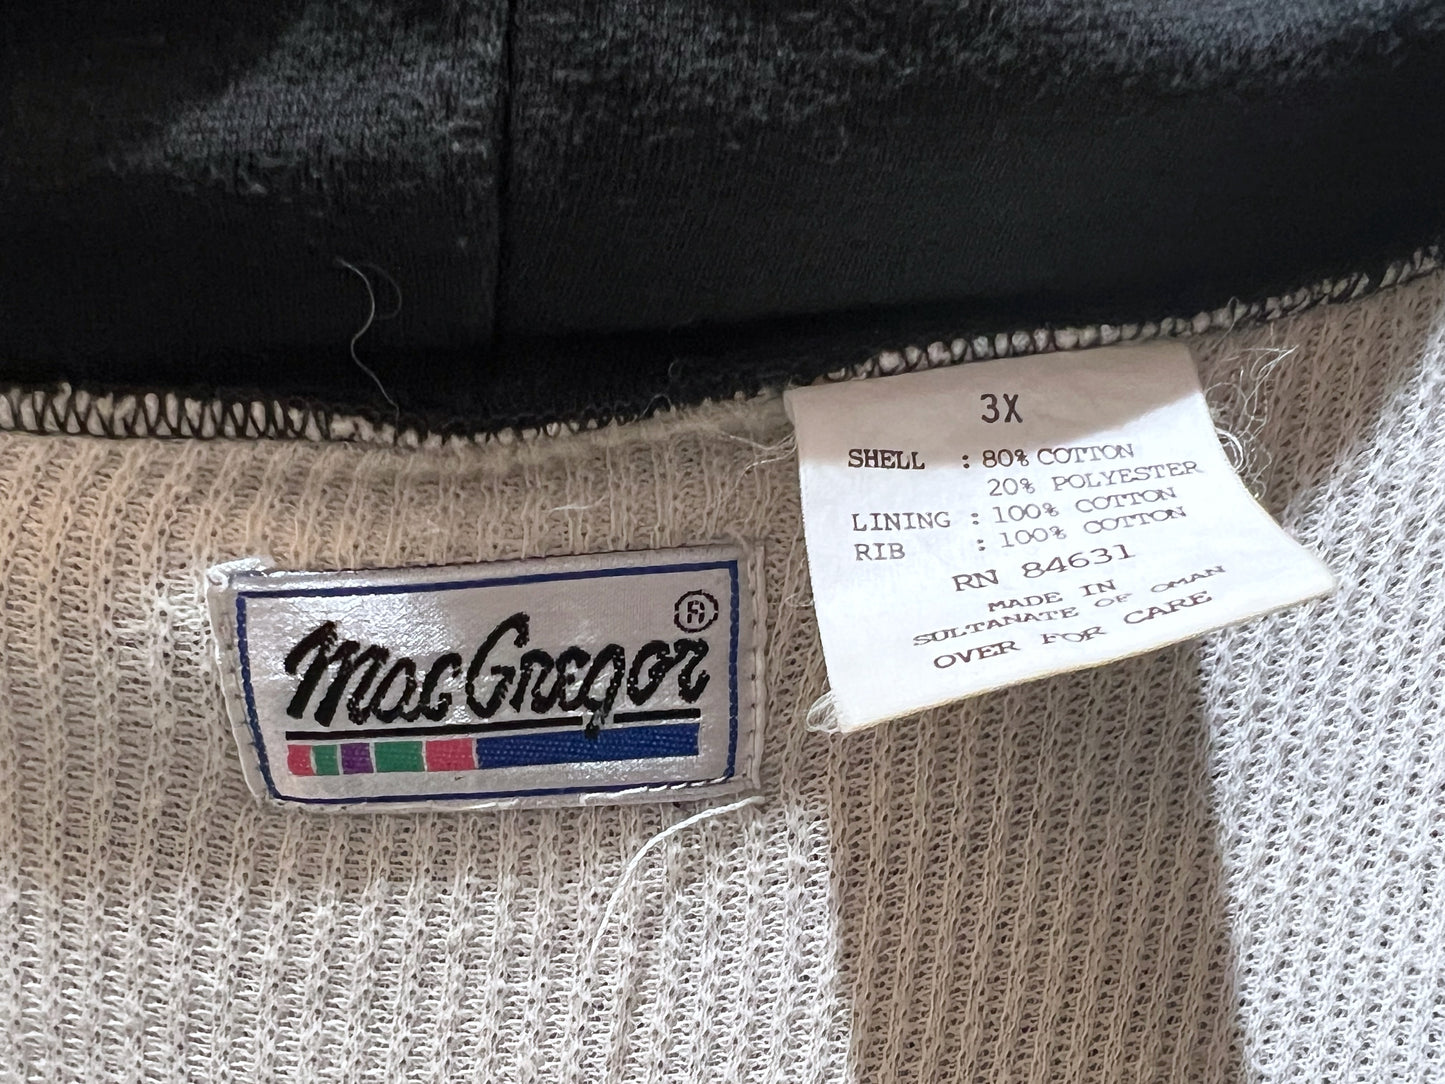 MacGregor ®
3X
SHELL : 80% COTTON
20% POLYESTER
LINING : 100% COTTON
RIB : 100% COTTON
RN 84631
MADE IN
SULTANATE OF OMAN
OVER FOR CARE